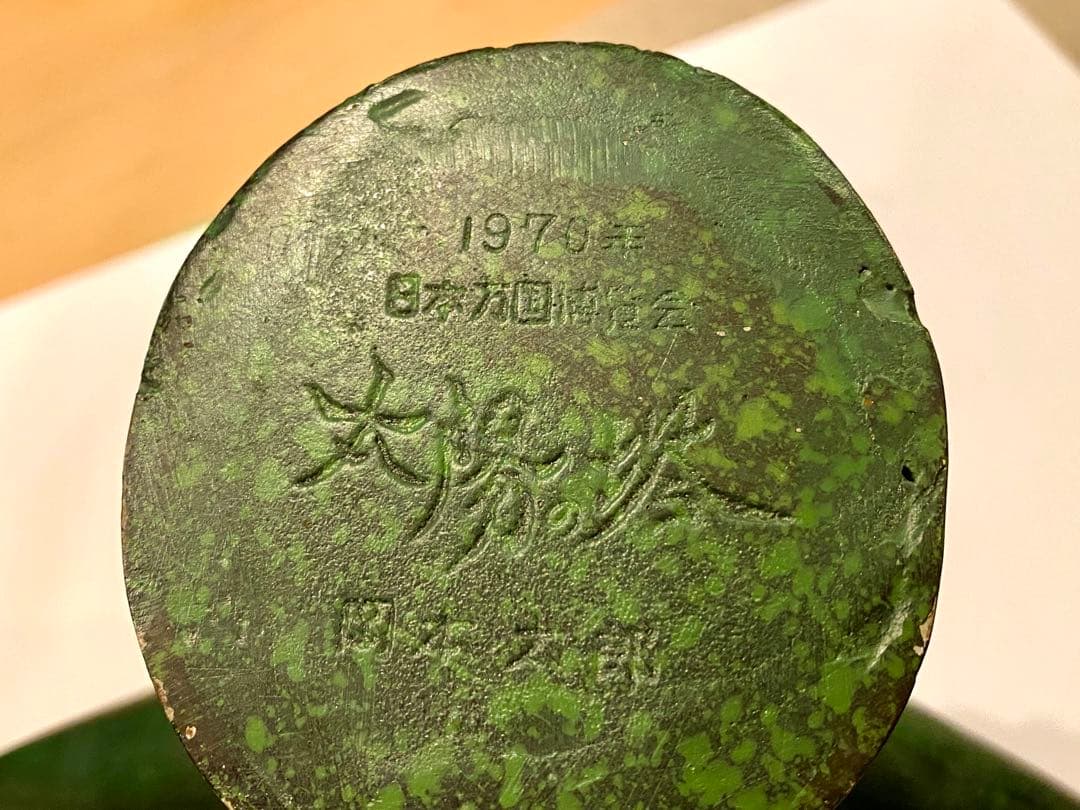 1970年
日本万国博覧会
太陽の塔
岡本太郎